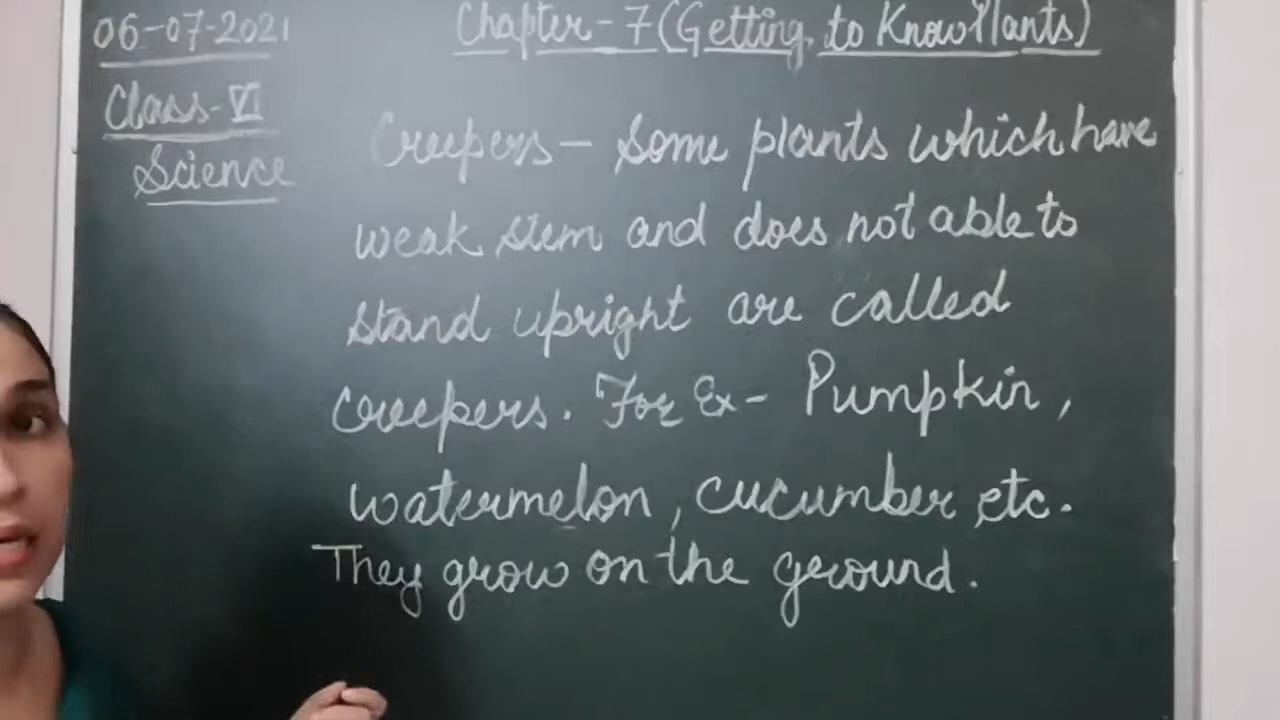 06-07-2021
Chapter-7(Getting to Know Plants)
Class-VI
Science
Creepers- Some plants which have
weak stem and does not able to
stand upright are called
creepers. For Ex- Pumpkin,
watermelon, cucumber etc.
They grow on the ground.